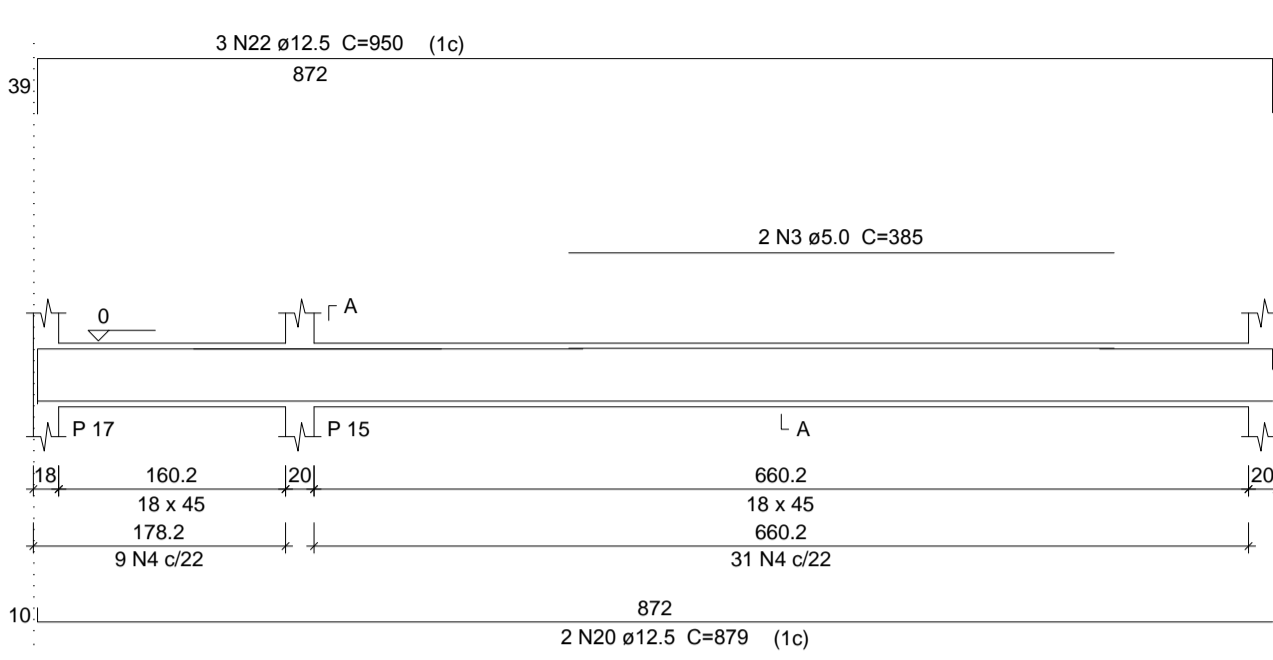 3 N22 ø12.5 C=950 (1c)
872
39
2 N3 ø5.0 C=385
A
0
P 17
P 15
A
18
160.2
20
660.2
20
18 x 45
18 x 45
178.2
660.2
9 N4 c/22
31 N4 c/22
872
10
2 N20 ø12.5 C=879 (1c)